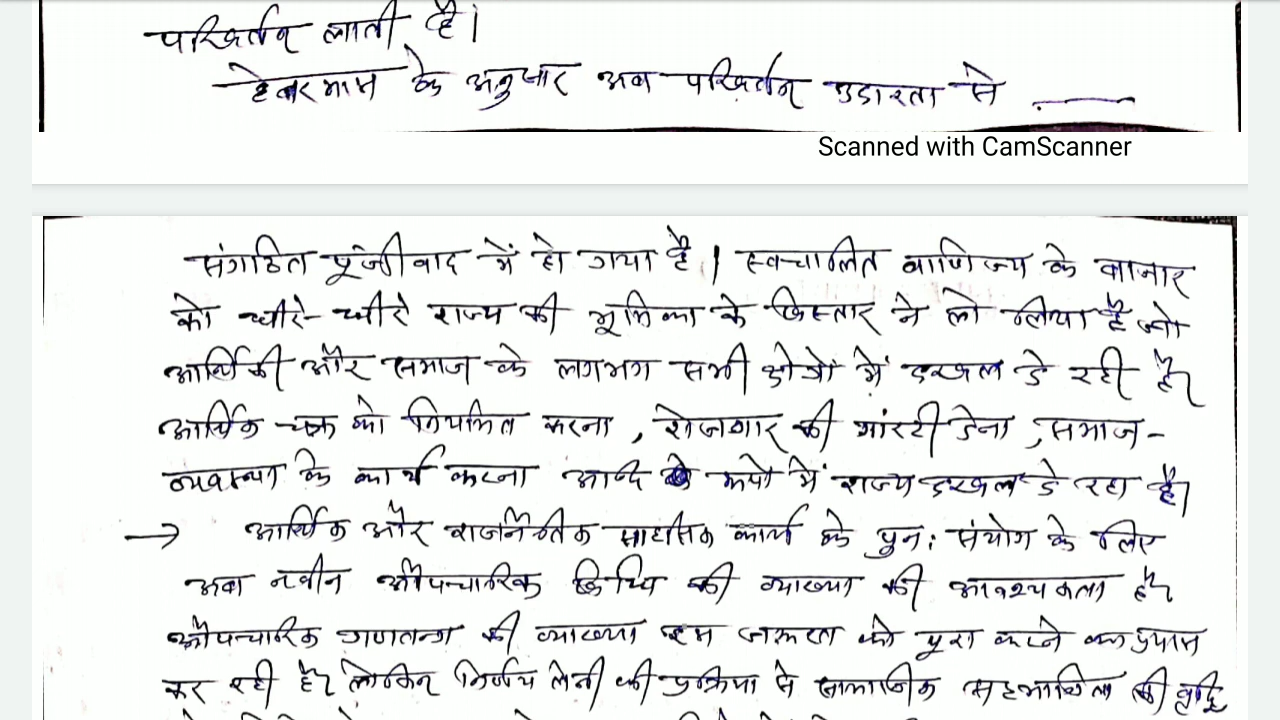 परिवर्तन लाती है।
हेबरमास के अनुसार अब परिवर्तन उदारता से
Scanned with CamScanner
संगठित पूंजीवाद में हो गया है। स्वचालित वाणिज्य के बाजार
को धीरे-धीरे राज्य की भूमिका के विस्तार ने ले लिया है जो
आर्थिकी और समाज के लगभग सभी क्षेत्रों में दखल दे रही है
आर्थिक चक्र को नियमित करना, रोजगार की गारंटी देना, समाज-
व्यवस्था के कार्य करना आदि के रूपों में राज्य दखल दे रहा है।
→ आर्थिक और राजनैतिक कार्य के पुनः संयोग के लिए
अब नवीन औपचारिक विधि की व्याख्या की आवश्यकता है
औपचारिक गणतन्त्र की व्याख्या इस जरूरत को पूरा करने का प्रयास
कर रही है लेकिन निर्णय लेनी की प्रक्रिया से सामाजिक सहभागिता की वृद्धि